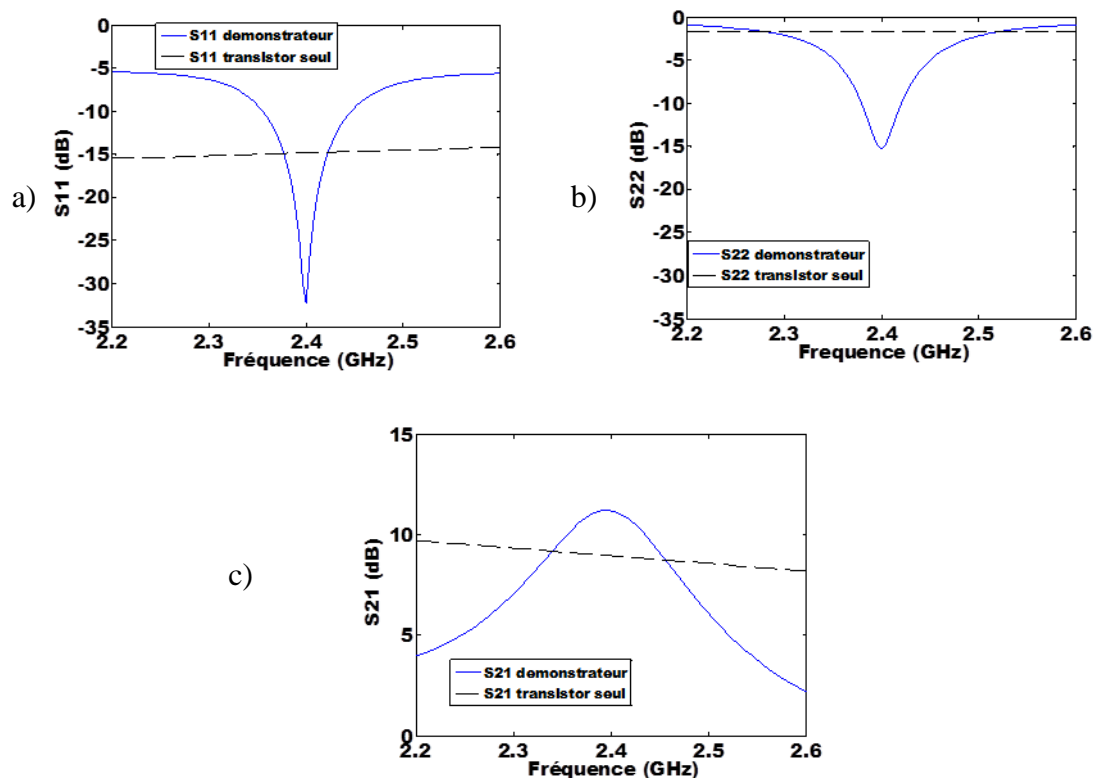 a)
S11 (dB)
0
-5
-10
-15
-20
-25
-30
-35
S11 demonstrateur
S11 transistor seul
2.2 2.3 2.4 2.5 2.6
Fréquence (GHz)
b)
S22 (dB)
0
-5
-10
-15
-20
-25
-30
-35
S22 demonstrateur
S22 transistor seul
2.2 2.3 2.4 2.5 2.6
Frequence (GHz)
c)
S21 (dB)
15
10
5
0
S21 demonstrateur
S21 transistor seul
2.2 2.3 2.4 2.5 2.6
Fréquence (GHz)